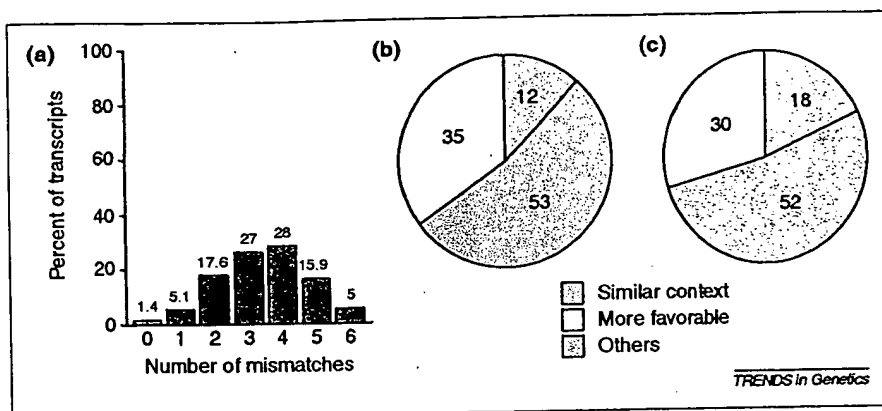 (a)
Percent of transcripts
100
80
60
40
20
0
1.4
5.1
17.6
27
28
15.9
5
0 1 2 3 4 5 6
Number of mismatches
(b)
12
35
53
(c)
18
30
52
Similar context
More favorable
Others
TRENDS in Genetics